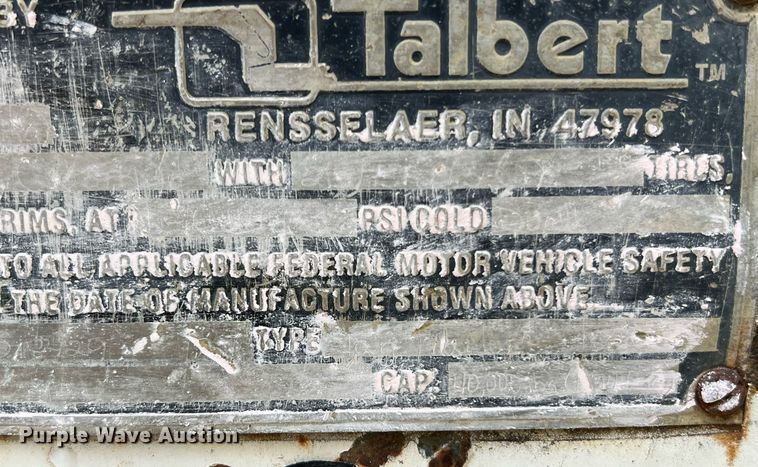 BY
Talbert TM
RENSSELAER, IN 47978
WITH TIRES,
RIMS, AT PSI COLD
TO ALL APPLICABLE FEDERAL MOTOR VEHICLE SAFETY
THE DATE OF MANUFACTURE SHOWN ABOVE.
TYPE
CAP.
Purple Wave Auction